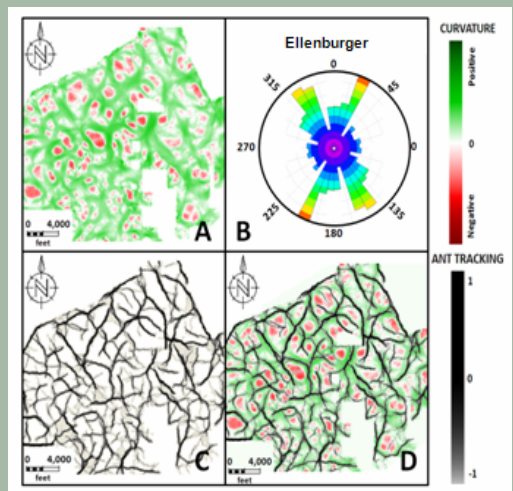 CURVATURE
Positive
0
Negative
ANT TRACKING
1
0
-1
N
0 4,000
feet
A
Ellenburger
0
315
45
270
0
225
135
180
B
N
0 4,000
feet
C
N
0 4,000
feet
D